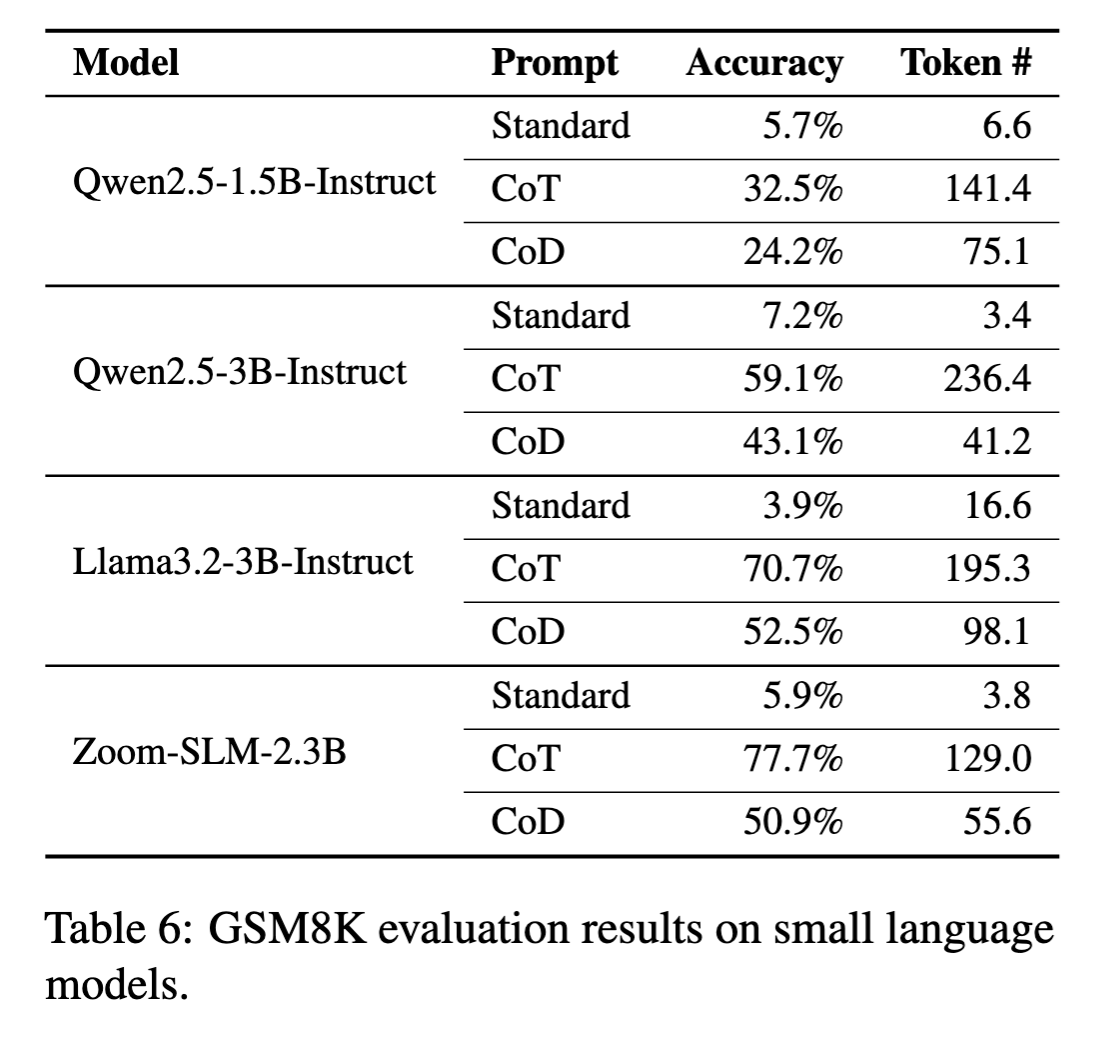 Model Prompt Accuracy Token #
Standard 5.7% 6.6
Qwen2.5-1.5B-Instruct CoT 32.5% 141.4
CoD 24.2% 75.1
Standard 7.2% 3.4
Qwen2.5-3B-Instruct CoT 59.1% 236.4
CoD 43.1% 41.2
Standard 3.9% 16.6
Llama3.2-3B-Instruct CoT 70.7% 195.3
CoD 52.5% 98.1
Standard 5.9% 3.8
Zoom-SLM-2.3B CoT 77.7% 129.0
CoD 50.9% 55.6
Table 6: GSM8K evaluation results on small language
models.